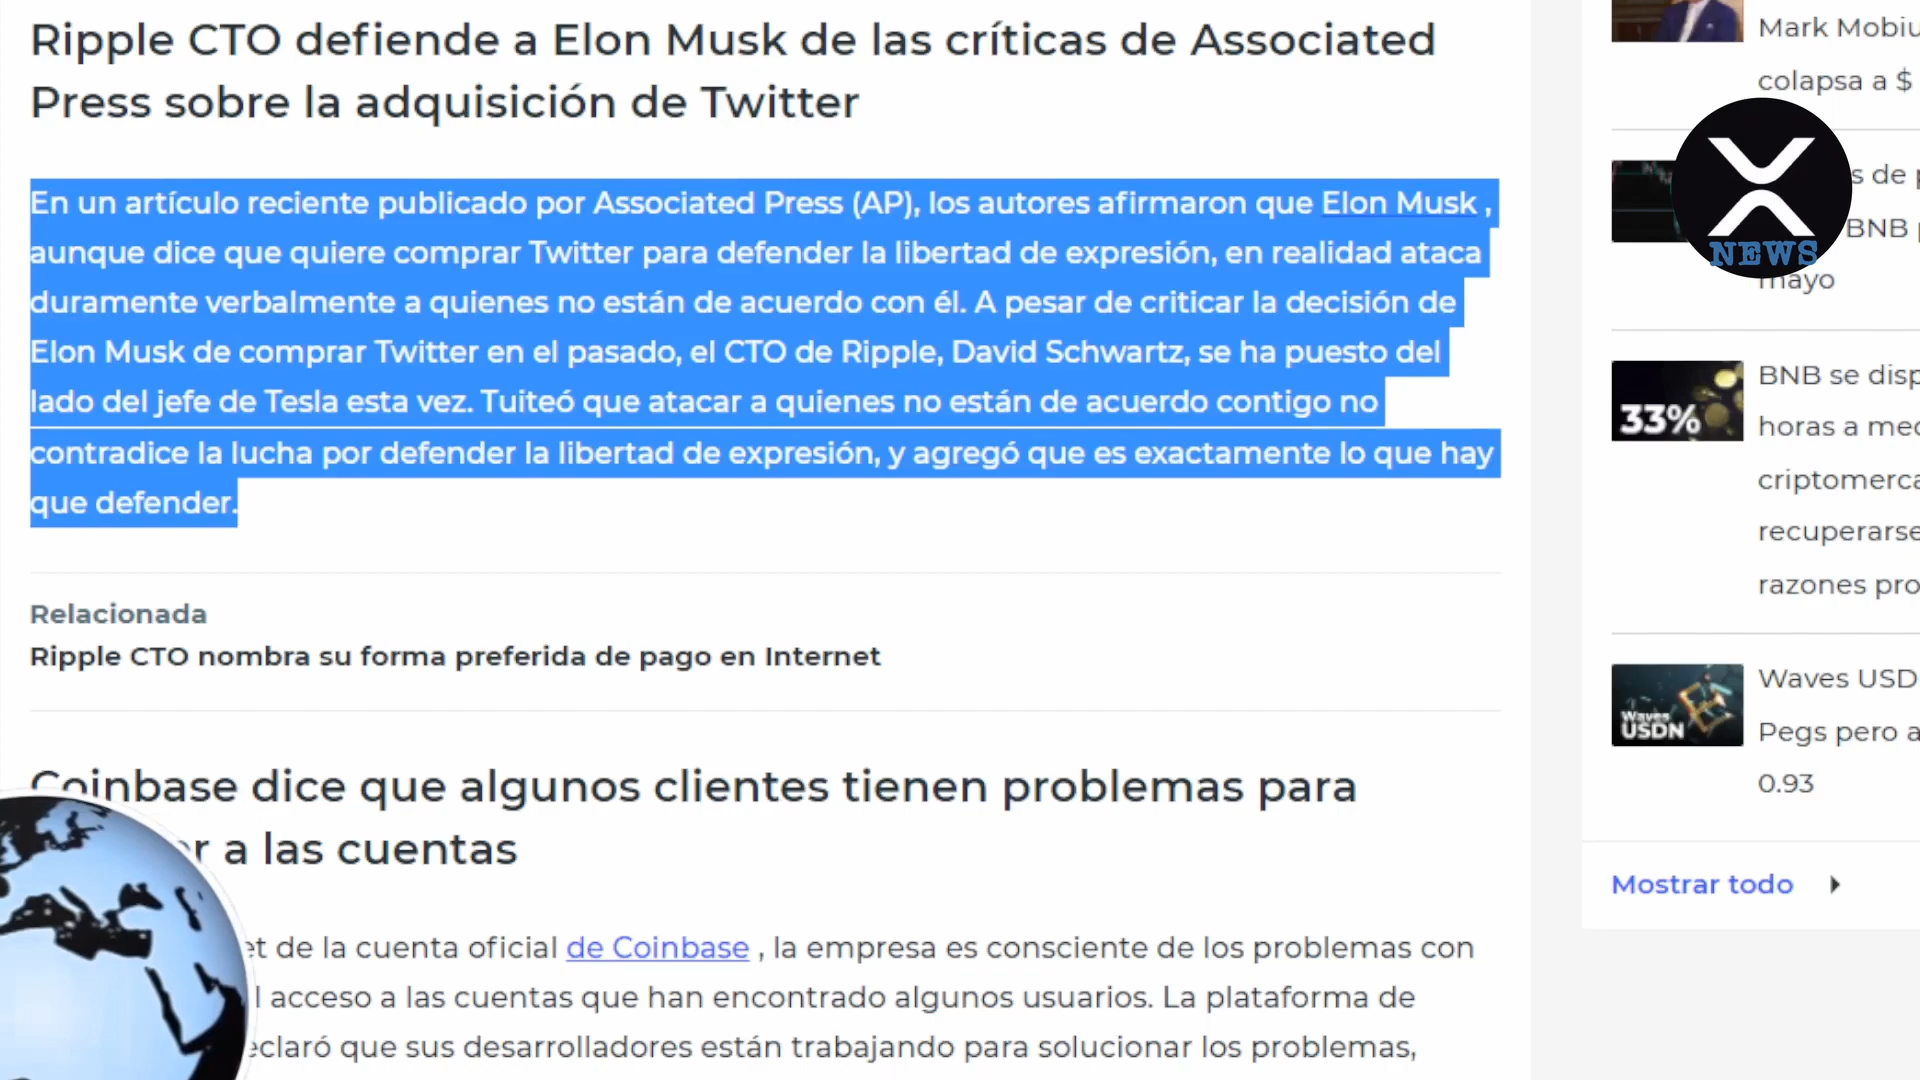 Ripple CTO defiende a Elon Musk de las críticas de Associated
Press sobre la adquisición de Twitter
En un artículo reciente publicado por Associated Press (AP), los autores afirmaron que Elon Musk ,
aunque dice que quiere comprar Twitter para defender la libertad de expresión, en realidad ataca
duramente verbalmente a quienes no están de acuerdo con él. A pesar de criticar la decisión de
Elon Musk de comprar Twitter en el pasado, el CTO de Ripple, David Schwartz, se ha puesto del
lado del jefe de Tesla esta vez. Tuiteó que atacar a quienes no están de acuerdo contigo no
contradice la lucha por defender la libertad de expresión, y agregó que es exactamente lo que hay
que defender.
Relacionada
Ripple CTO nombra su forma preferida de pago en Internet
Coinbase dice que algunos clientes tienen problemas para
a las cuentas
de la cuenta oficial de Coinbase , la empresa es consciente de los problemas con
acceso a las cuentas que han encontrado algunos usuarios. La plataforma de
que sus desarrolladores están trabajando para solucionar los problemas,
Mark
colapsa a $
de
BNB
NEWS
mayo
33%
BNB se
horas a
razones
Waves
USDN
Waves
Pegs pero
0.93
Mostrar todo